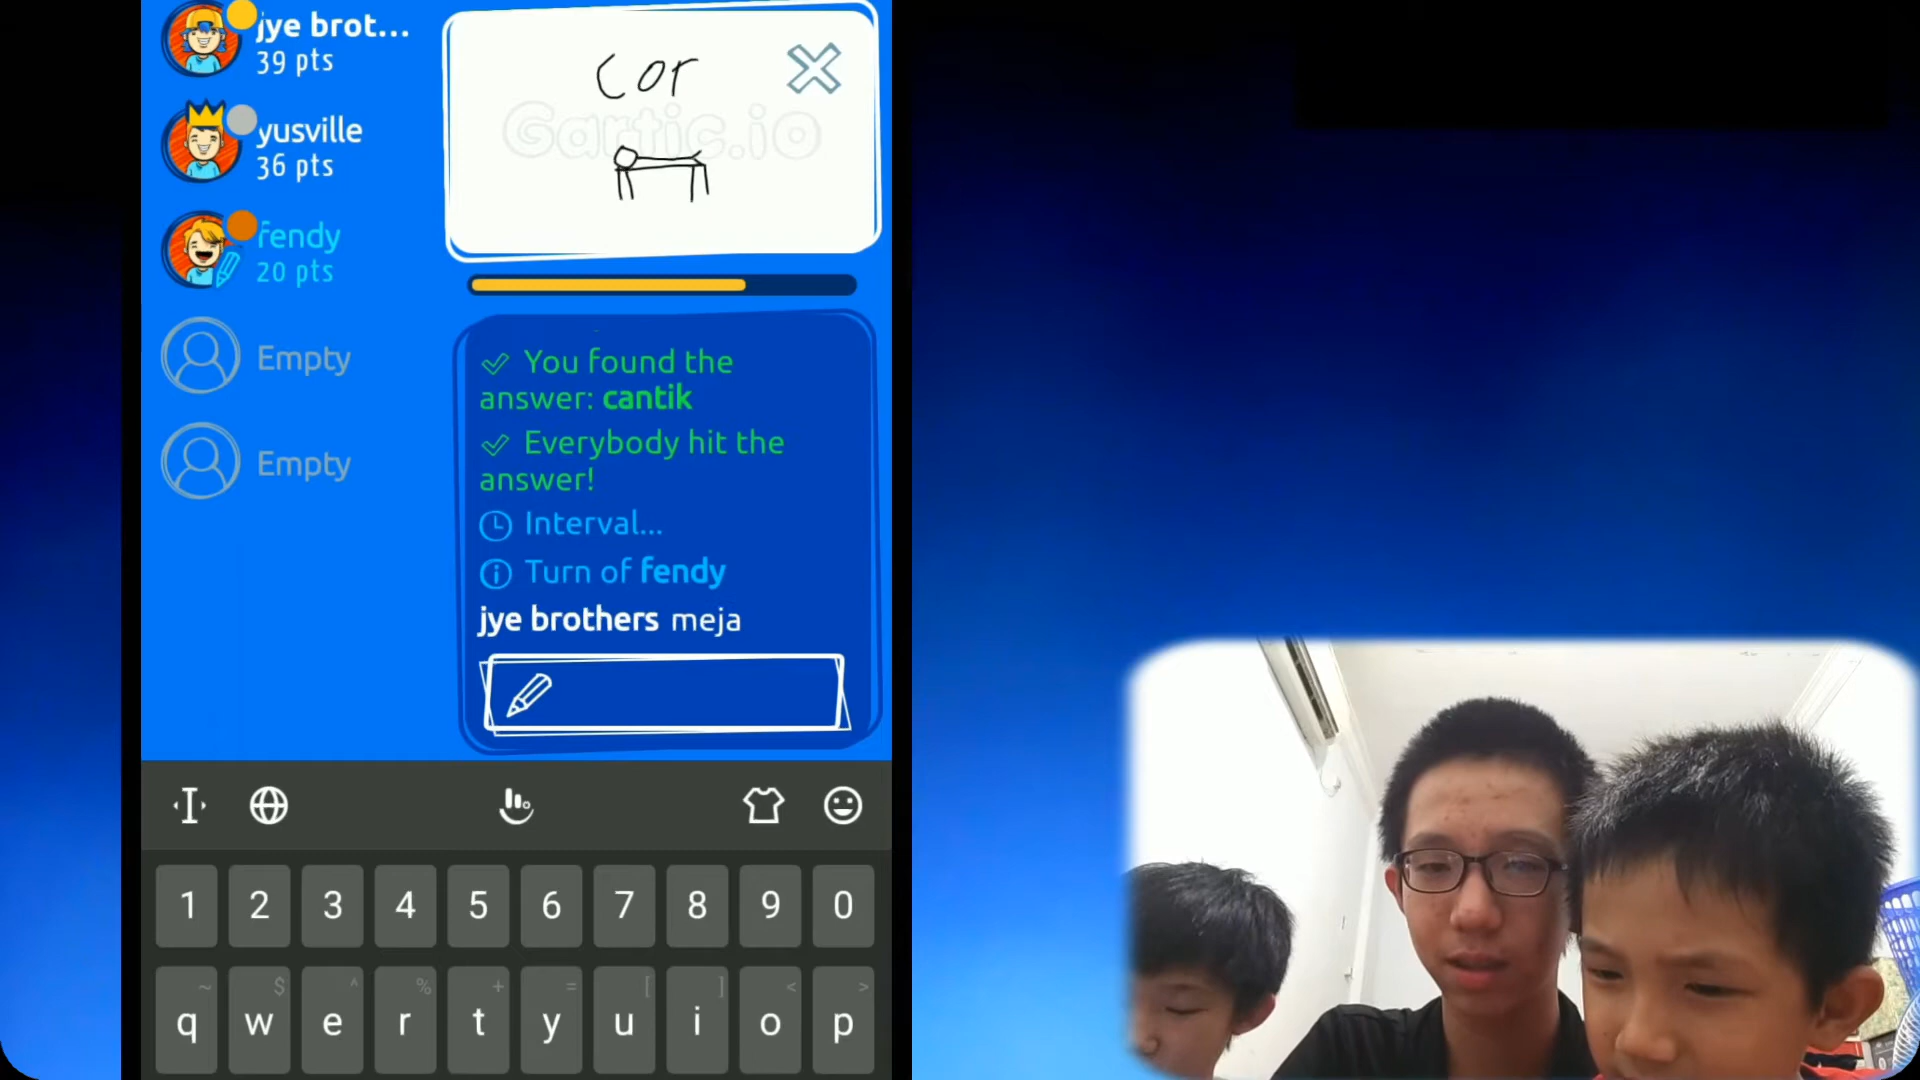 jye brot...
39 pts
yusville
36 pts
fendy
20 pts
Empty
Empty
Cor
Gartic.io
You found the
answer: cantik
Everybody hit the
answer!
Interval...
Turn of fendy
jye brothers meja
1 2 3 4 5 6 7 8 9 0
~ $ ^ % + = [ ] < >
q w e r t y u i o p